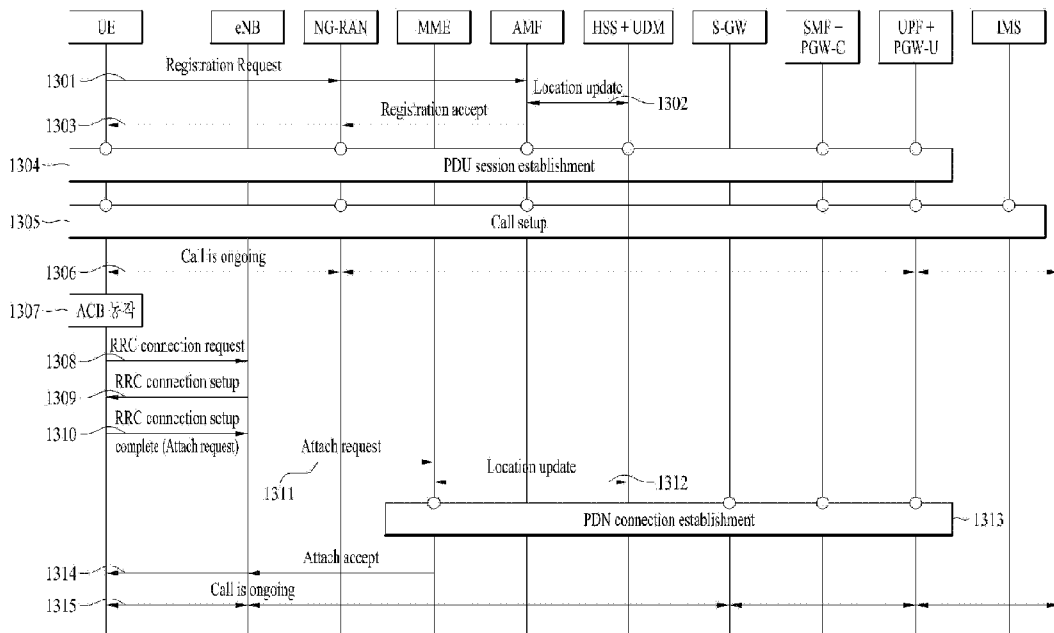 UE
eNB
NG-RAN
MME
AMF
HSS + UDM
S-GW
SMF +
PGW-C
UPF +
PGW-U
IMS
Registration Request
1301
Location update
1302
Registration accept
1303
1304
PDU session establishment
1305
Call setup
Call is ongoing
1306
1307
ACB 동작
RRC connection request
1308
RRC connection setup
1309
RRC connection setup
1310
complete (Attach request)
Attach request
1311
Location update
1312
PDN connection establishment
1313
Attach accept
1314
Call is ongoing
1315